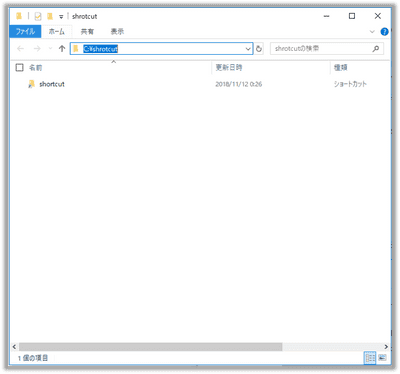 shrotcut
ファイル ホーム 共有 表示
C:¥shrotcut shrotcutの検索
名前 更新日時 種類
shortcut 2018/11/12 0:26 ショートカット
1 個の項目